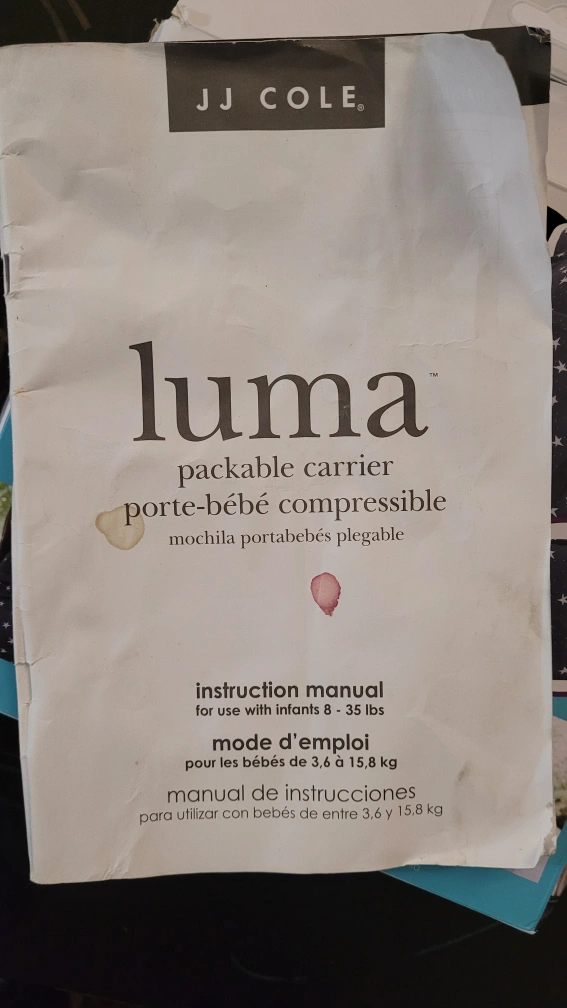 JJ COLE®
luma™
packable carrier
porte-bébé compressible
mochila portabebés plegable
instruction manual
for use with infants 8 - 35 lbs
mode d'emploi
pour les bébés de 3,6 à 15,8 kg
manual de instrucciones
para utilizar con bebés de entre 3,6 y 15,8 kg